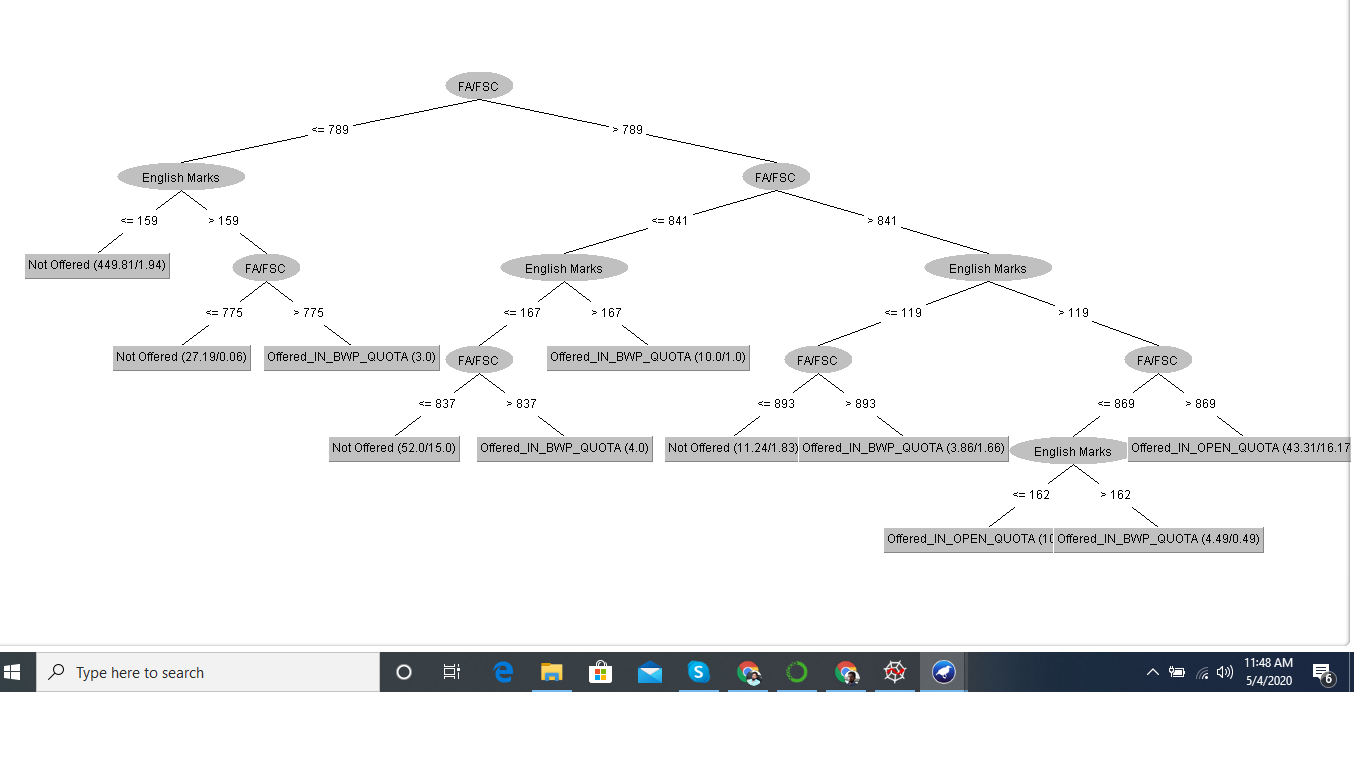 FA/FSC
<= 789
> 789
English Marks
FA/FSC
<= 159
> 159
<= 841
> 841
Not Offered (449.81/1.94)
FA/FSC
English Marks
English Marks
<= 775
> 775
<= 167
> 167
<= 119
> 119
Not Offered (27.19/0.06)
Offered_IN_BWP_QUOTA (3.0)
FA/FSC
Offered_IN_BWP_QUOTA (10.0/1.0)
FA/FSC
FA/FSC
<= 837
> 837
<= 893
> 893
<= 869
> 869
Not Offered (52.0/15.0)
Offered_IN_BWP_QUOTA (4.0)
Not Offered (11.24/1.83)
Offered_IN_BWP_QUOTA (3.86/1.66)
English Marks
Offered_IN_OPEN_QUOTA (43.31/16.17
<= 162
> 162
Offered_IN_OPEN_QUOTA (10
Offered_IN_BWP_QUOTA (4.49/0.49)
Type here to search
11:48 AM
5/4/2020
6